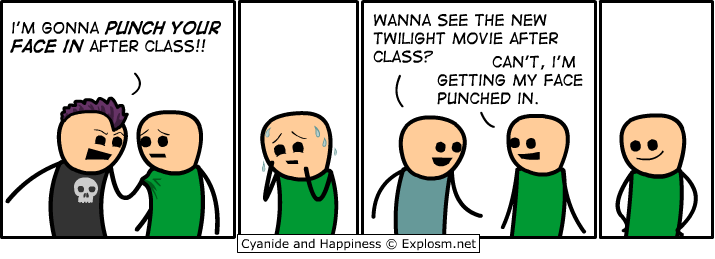 I'M GONNA PUNCH YOUR
FACE IN AFTER CLASS!!
WANNA SEE THE NEW
TWILIGHT MOVIE AFTER
CLASS?
CAN'T, I'M
GETTING MY FACE
PUNCHED IN.
Cyanide and Happiness © Explosm.net